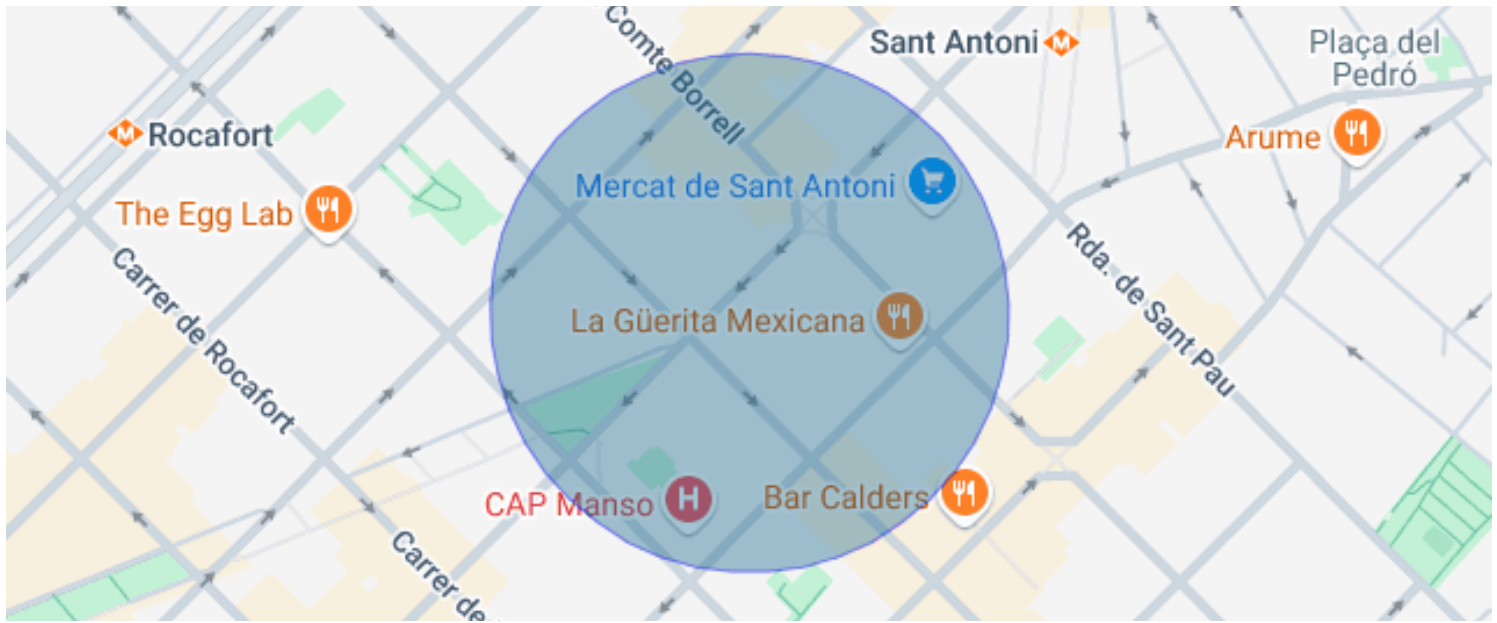 Comte Borrell
Sant Antoni
Plaça del
Pedró
Rocafort
Arume
Mercat de Sant Antoni
The Egg Lab
Carrer de Rocafort
Rda. de Sant Pau
La Güerita Mexicana
CAP Manso
Bar Calders
Carrer de